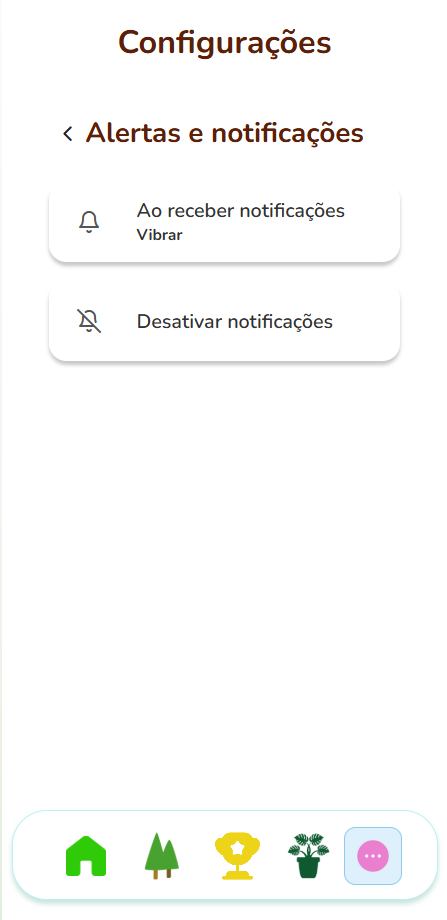 Configurações
Alertas e notificações
Ao receber notificações
Vibrar
Desativar notificações